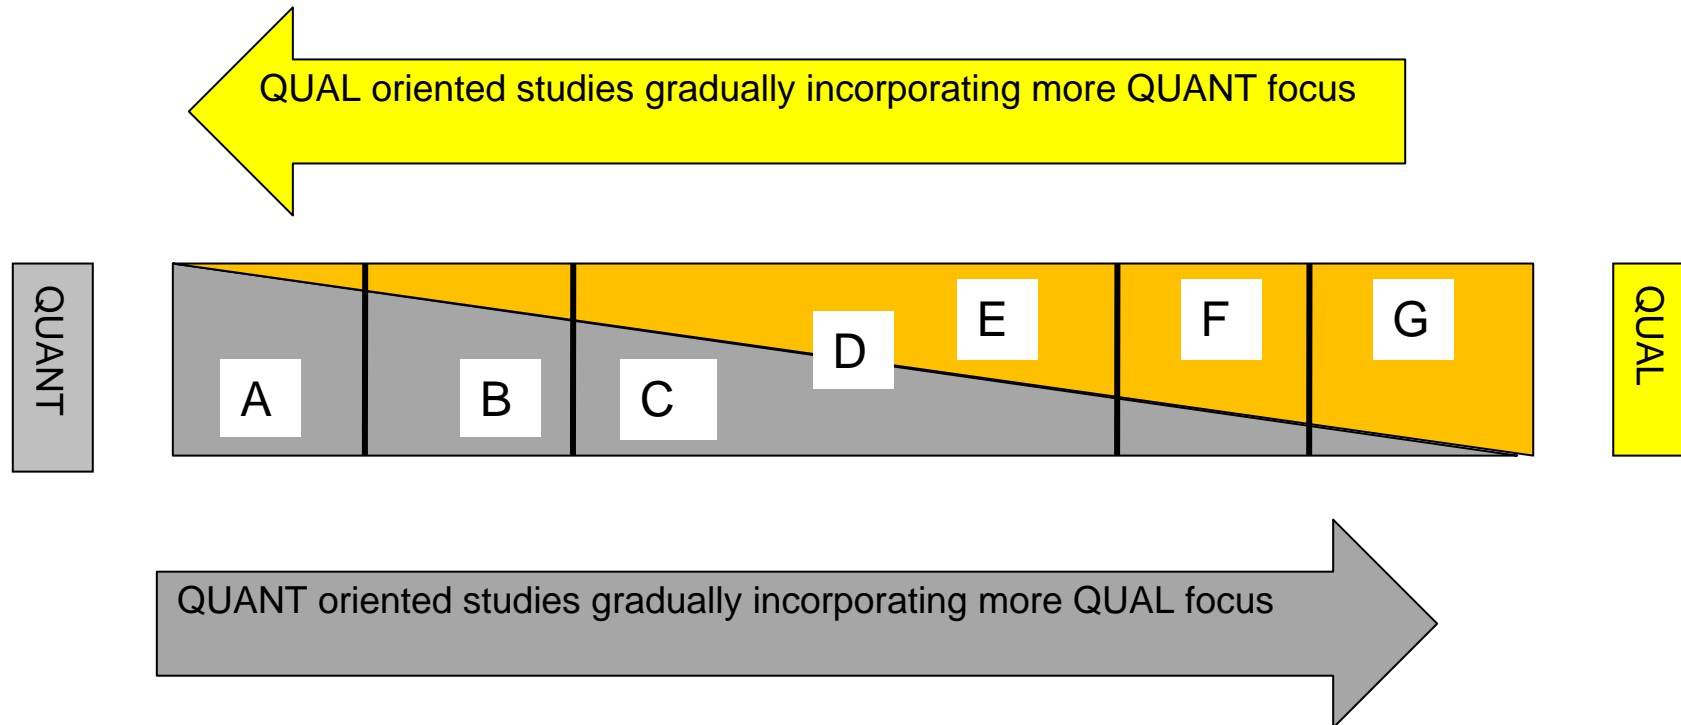 QUAL oriented studies gradually incorporating more QUANT focus
QUANT
A
B
C
D
E
F
G
QUAL
QUANT oriented studies gradually incorporating more QUAL focus